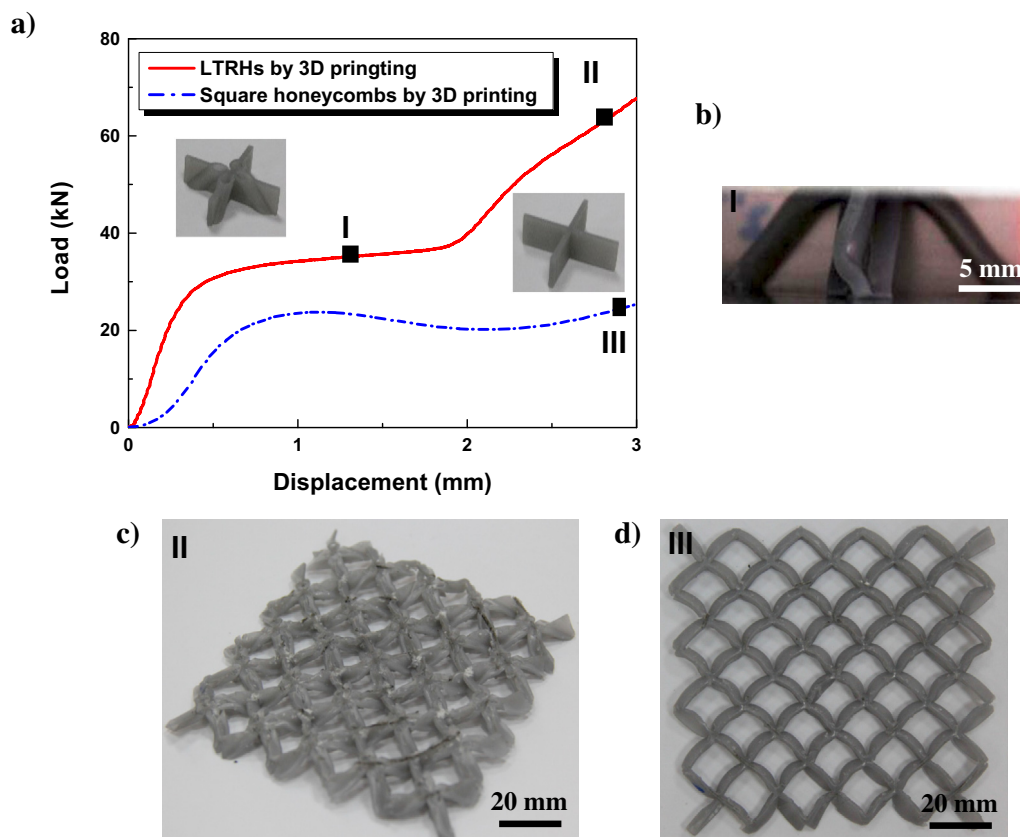 a)
80
60
40
20
0
Load (kN)
0
1
2
3
Displacement (mm)
LTRHs by 3D pringting
Square honeycombs by 3D printing
I
II
III
b)
I
5 mm
c)
II
20 mm
d)
III
20 mm